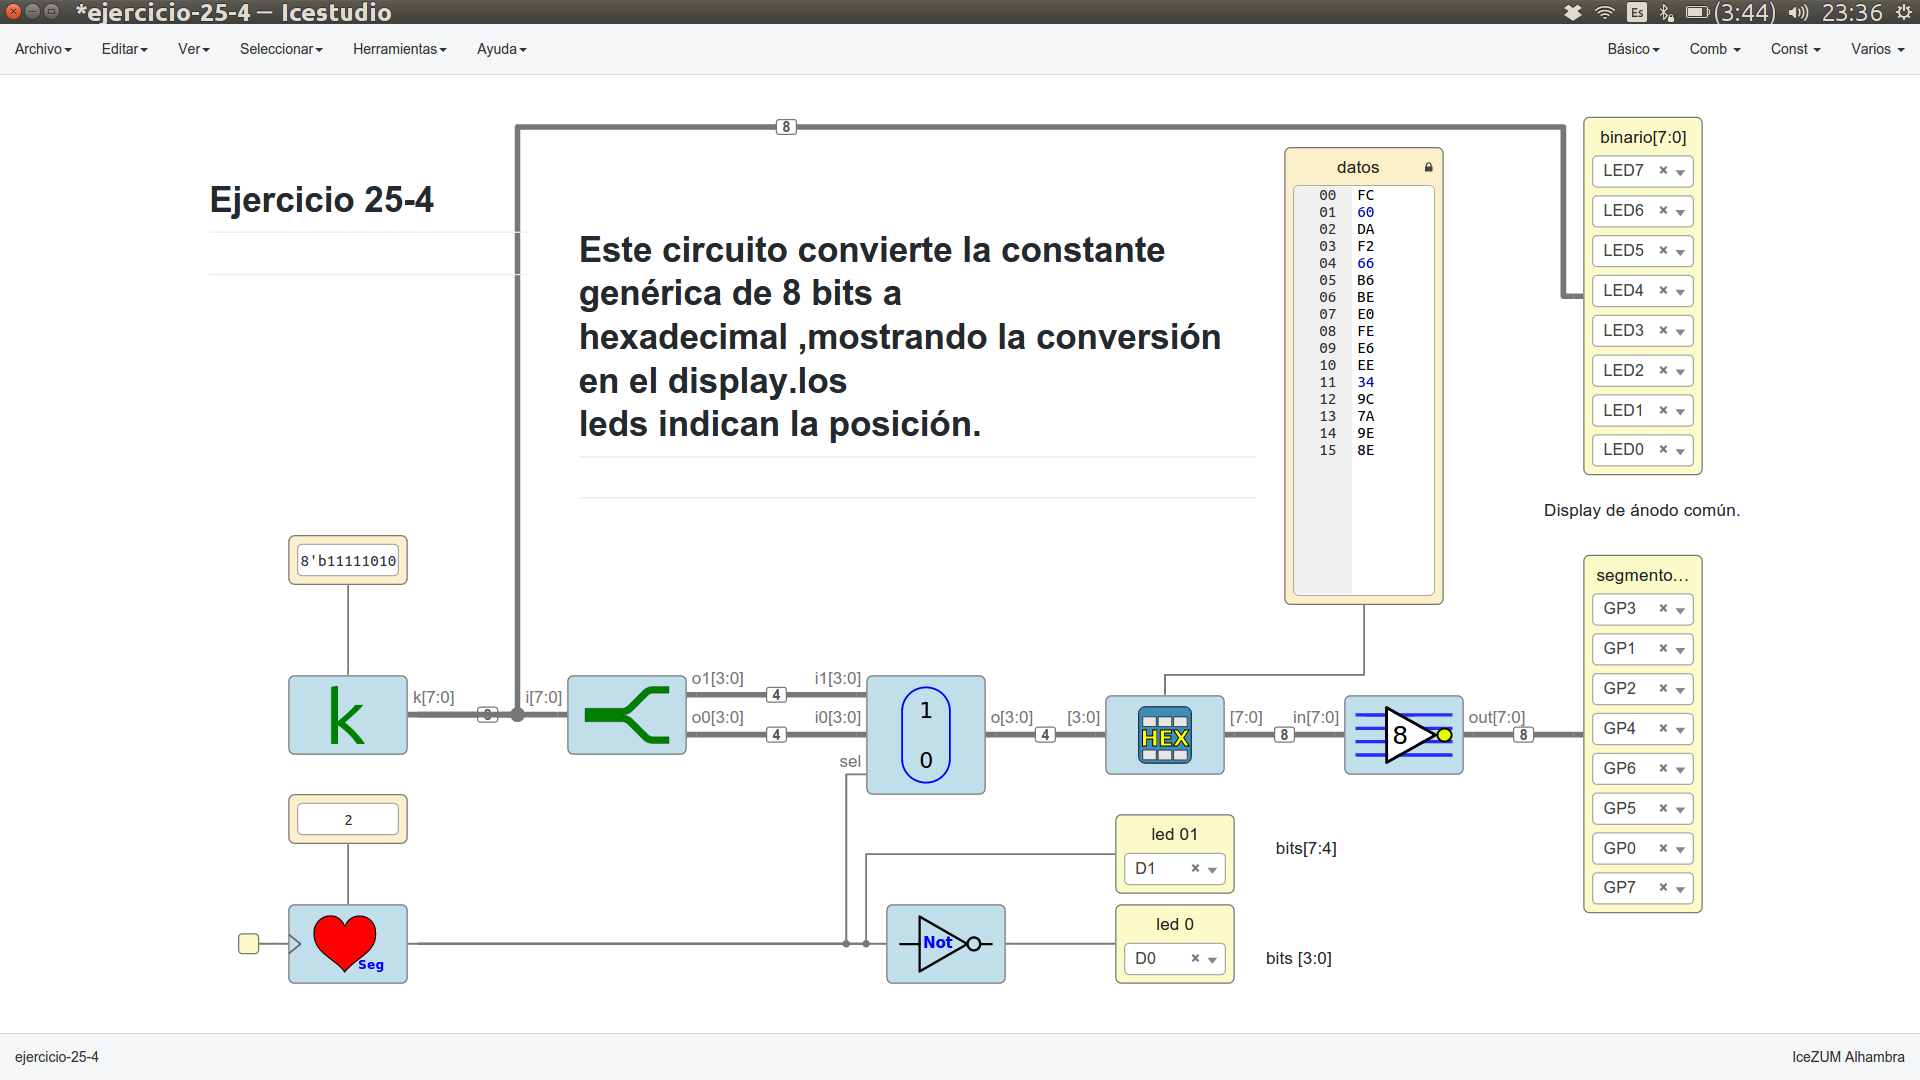 *ejercicio-25-4 — Icestudio
Es (3:44) 23:36
Archivo Editar Ver Seleccionar Herramientas Ayuda Básico Comb Const Varios
8
Ejercicio 25-4
Este circuito convierte la constante
genérica de 8 bits a
hexadecimal ,mostrando la conversión
en el display.los
leds indican la posición.
datos
00 FC
01 60
02 DA
03 F2
04 66
05 B6
06 BE
07 E0
08 FE
09 E6
10 EE
11 34
12 9C
13 7A
14 9E
15 8E
binario[7:0]
LED7
LED6
LED5
LED4
LED3
LED2
LED1
LED0
Display de ánodo común.
8'b11111010
k
k[7:0]
8
i[7:0]
o1[3:0]
4
i1[3:0]
o0[3:0]
4
i0[3:0]
sel
1
0
o[3:0]
4
[3:0]
HEX
[7:0]
8
in[7:0]
8
out[7:0]
8
segmento...
GP3
GP1
GP2
GP4
GP6
GP5
GP0
GP7
2
Seg
Not
led 01
D1
bits[7:4]
led 0
D0
bits [3:0]
ejercicio-25-4
IceZUM Alhambra